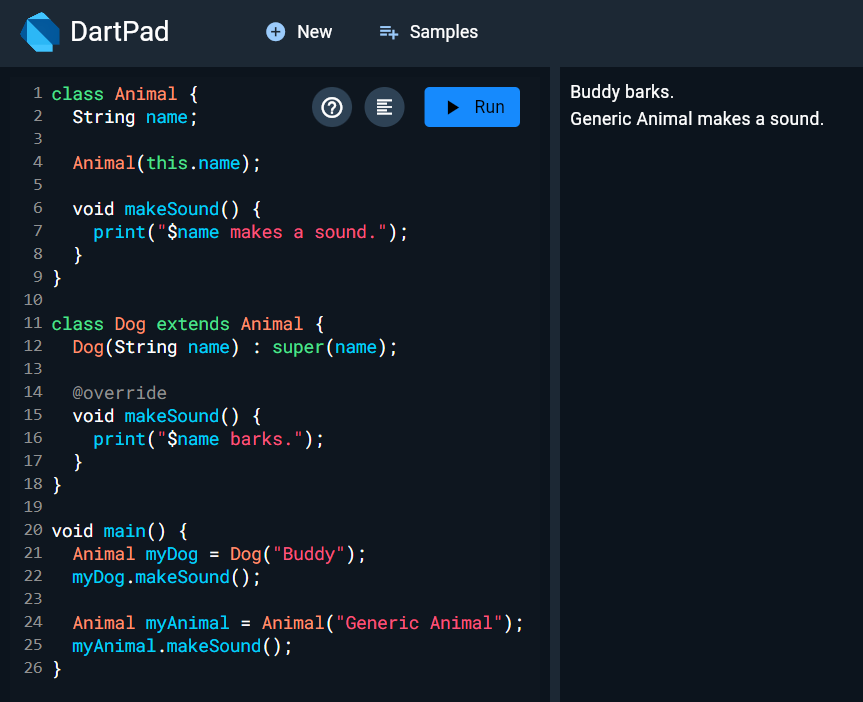 DartPad
New
Samples
Run
1 class Animal {
2   String name;
3
4   Animal(this.name);
5
6   void makeSound() {
7     print("$name makes a sound.");
8   }
9 }
10
11 class Dog extends Animal {
12   Dog(String name) : super(name);
13
14   @override
15   void makeSound() {
16     print("$name barks.");
17   }
18 }
19
20 void main() {
21   Animal myDog = Dog("Buddy");
22   myDog.makeSound();
23
24   Animal myAnimal = Animal("Generic Animal");
25   myAnimal.makeSound();
26 }
Buddy barks.
Generic Animal makes a sound.